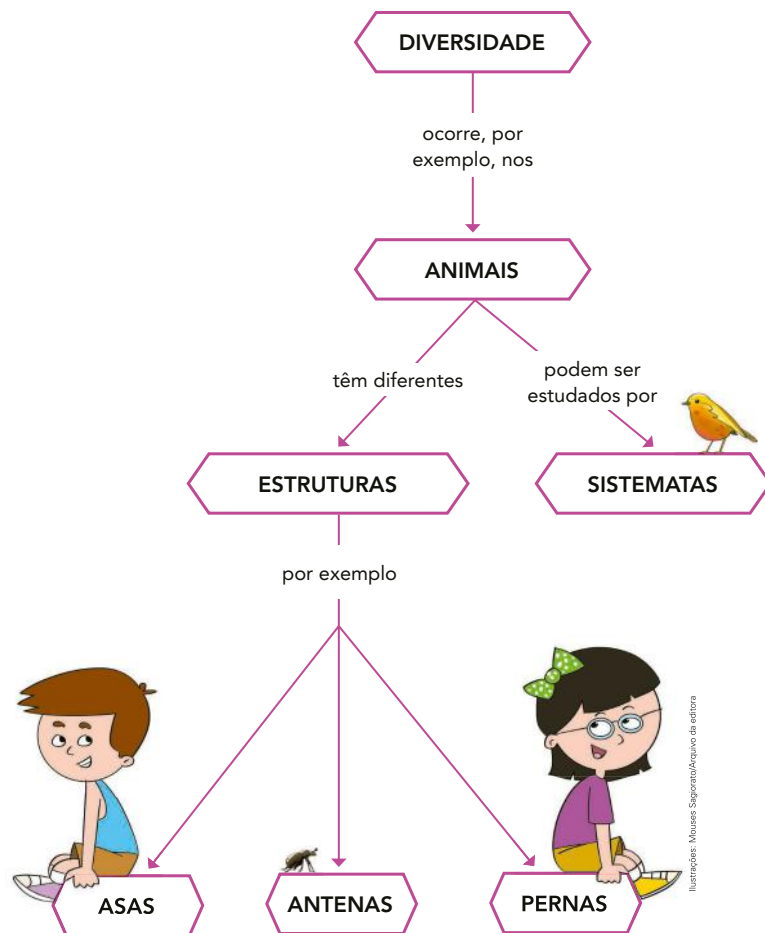 DIVERSIDADE
ocorre, por
exemplo, nos
ANIMAIS
têm diferentes
podem ser
estudados por
ESTRUTURAS
SISTEMATAS
por exemplo
ASAS
ANTENAS
PERNAS
Ilustrações: Mouses Sagiorato/Arquivo da editora